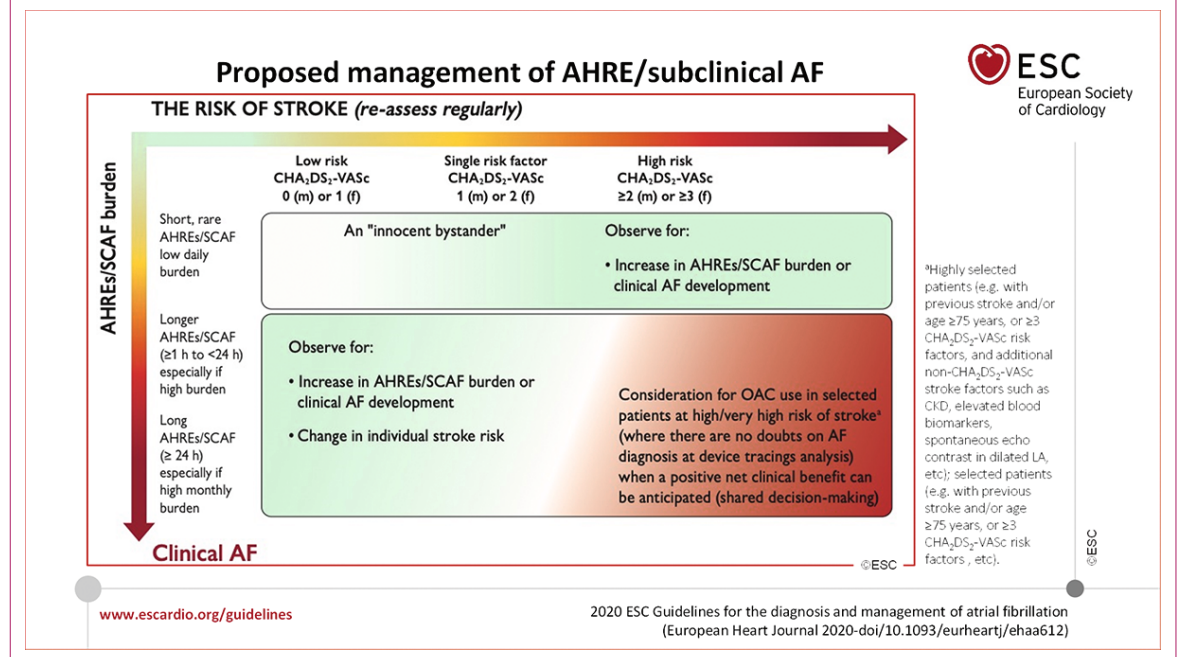 Proposed management of AHRE/subclinical AF
ESC
European Society
of Cardiology
THE RISK OF STROKE (re-assess regularly)
AHREs/SCAF burden
Low risk
CHA₂DS₂-VASc
0 (m) or 1 (f)
Single risk factor
CHA₂DS₂-VASc
1 (m) or 2 (f)
High risk
CHA₂DS₂-VASc
≥2 (m) or ≥3 (f)
Short, rare
AHREs/SCAF
low daily
burden
An "innocent bystander"
Observe for:
• Increase in AHREs/SCAF burden or
clinical AF development
Longer
AHREs/SCAF
(≥1 h to <24 h)
especially if
high burden
Long
AHREs/SCAF
(≥ 24 h)
especially if
high monthly
burden
Observe for:
• Increase in AHREs/SCAF burden or
clinical AF development
• Change in individual stroke risk
Consideration for OAC use in selected
patients at high/very high risk of strokeᵃ
(where there are no doubts on AF
diagnosis at device tracings analysis)
when a positive net clinical benefit can
be anticipated (shared decision-making)
Clinical AF
©ESC
ᵃHighly selected
patients (e.g. with
previous stroke and/or
age ≥75 years, or ≥3
CHA₂DS₂-VASc risk
factors, and additional
non-CHA₂DS₂-VASc
stroke factors such as
CKD, elevated blood
biomarkers,
spontaneous echo
contrast in dilated LA,
etc); selected patients
(e.g. with previous
stroke and/or age
≥75 years, or ≥3
CHA₂DS₂-VASc risk
factors , etc).
©ESC
www.escardio.org/guidelines
2020 ESC Guidelines for the diagnosis and management of atrial fibrillation
(European Heart Journal 2020-doi/10.1093/eurheartj/ehaa612)